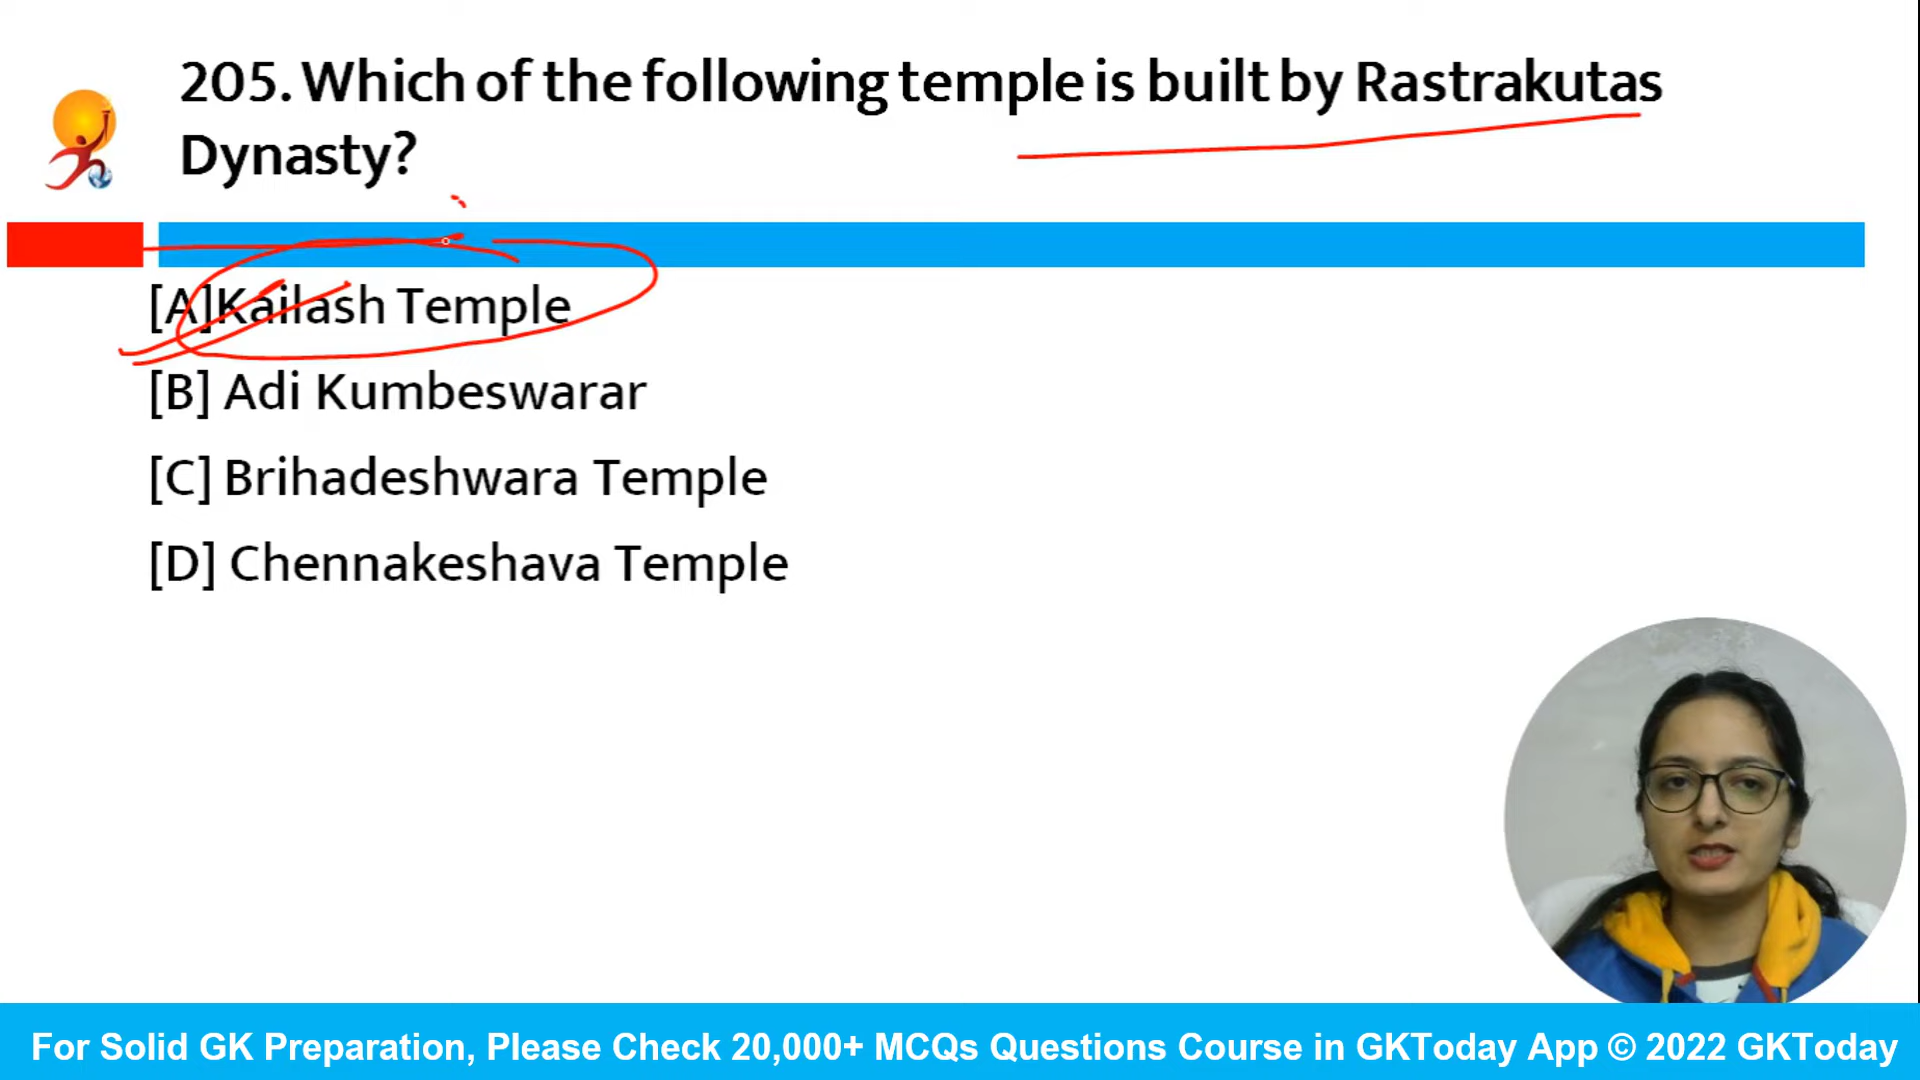 205. Which of the following temple is built by Rastrakutas
Dynasty?
[A]Kailash Temple
[B] Adi Kumbeswarar
[C] Brihadeshwara Temple
[D] Chennakeshava Temple
For Solid GK Preparation, Please Check 20,000+ MCQs Questions Course in GKToday App © 2022 GKToday